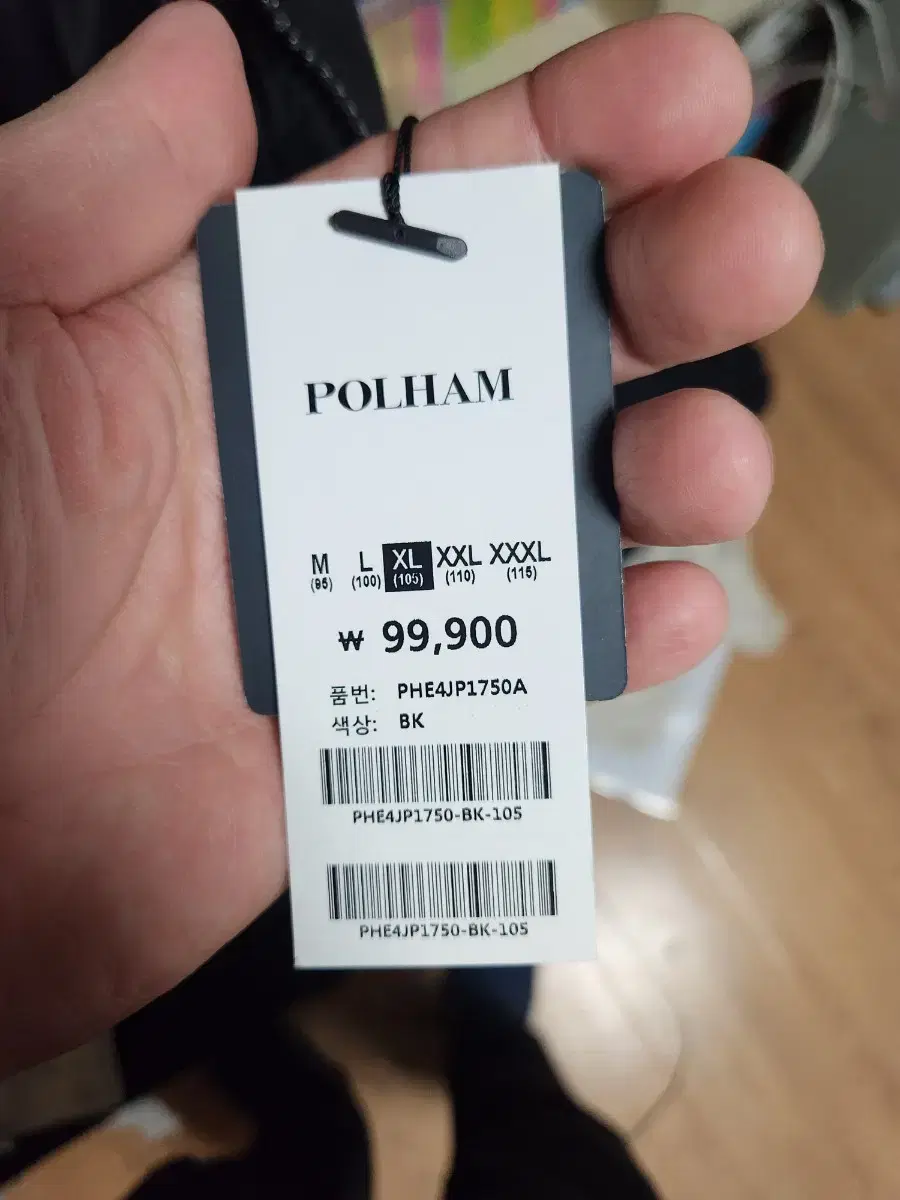 POLHAM
M L XL XXL XXXL
(95) (100) (105) (110) (115)
₩ 99,900
품번: PHE4JP1750A
색상: BK
PHE4JP1750-BK-105
PHE4JP1750-BK-105